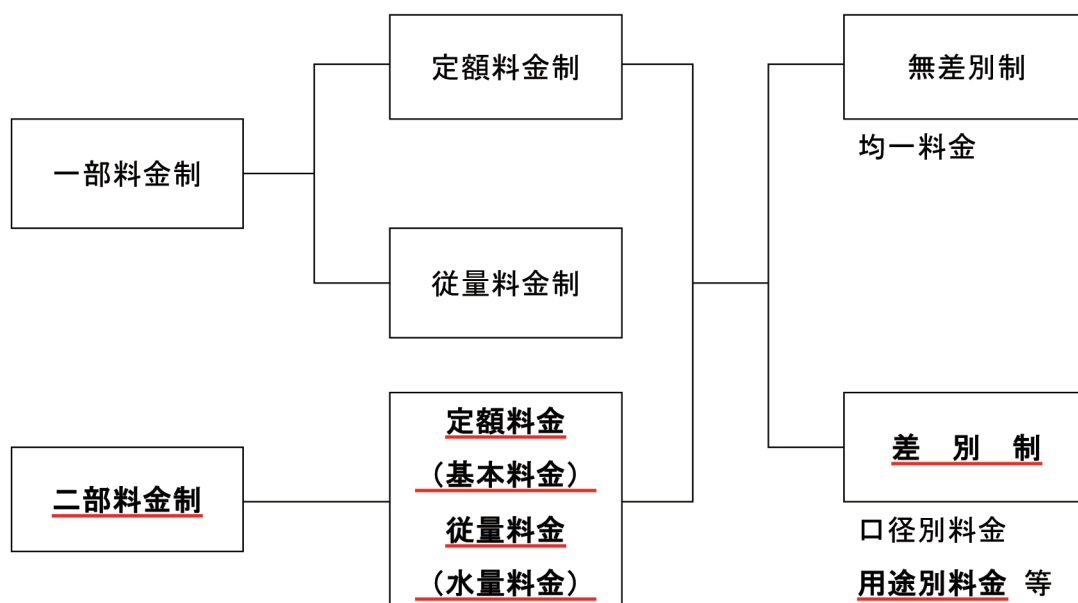 一部料金制
定額料金制
従量料金制
無差別制
均一料金
二部料金制
定額料金
（基本料金）
従量料金
（水量料金）
差 別 制
口径別料金
用途別料金 等